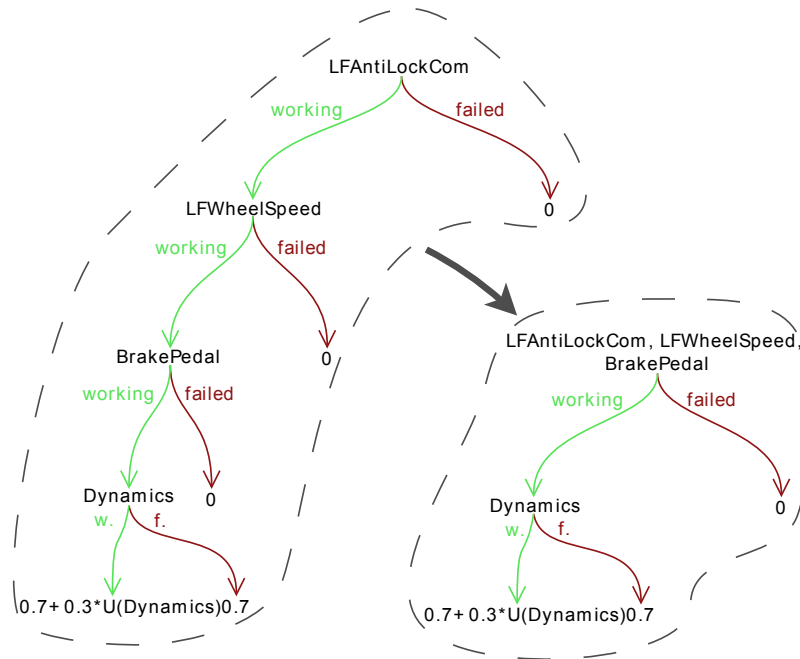 LFAntiLockCom
working
failed
LFWheelSpeed
0
working
failed
BrakePedal
0
working
failed
Dynamics
0
w.
f.
0.7+ 0.3*U(Dynamics)0.7
LFAntiLockCom, LFWheelSpeed,
BrakePedal
working
failed
Dynamics
0
w.
f.
0.7+ 0.3*U(Dynamics)0.7